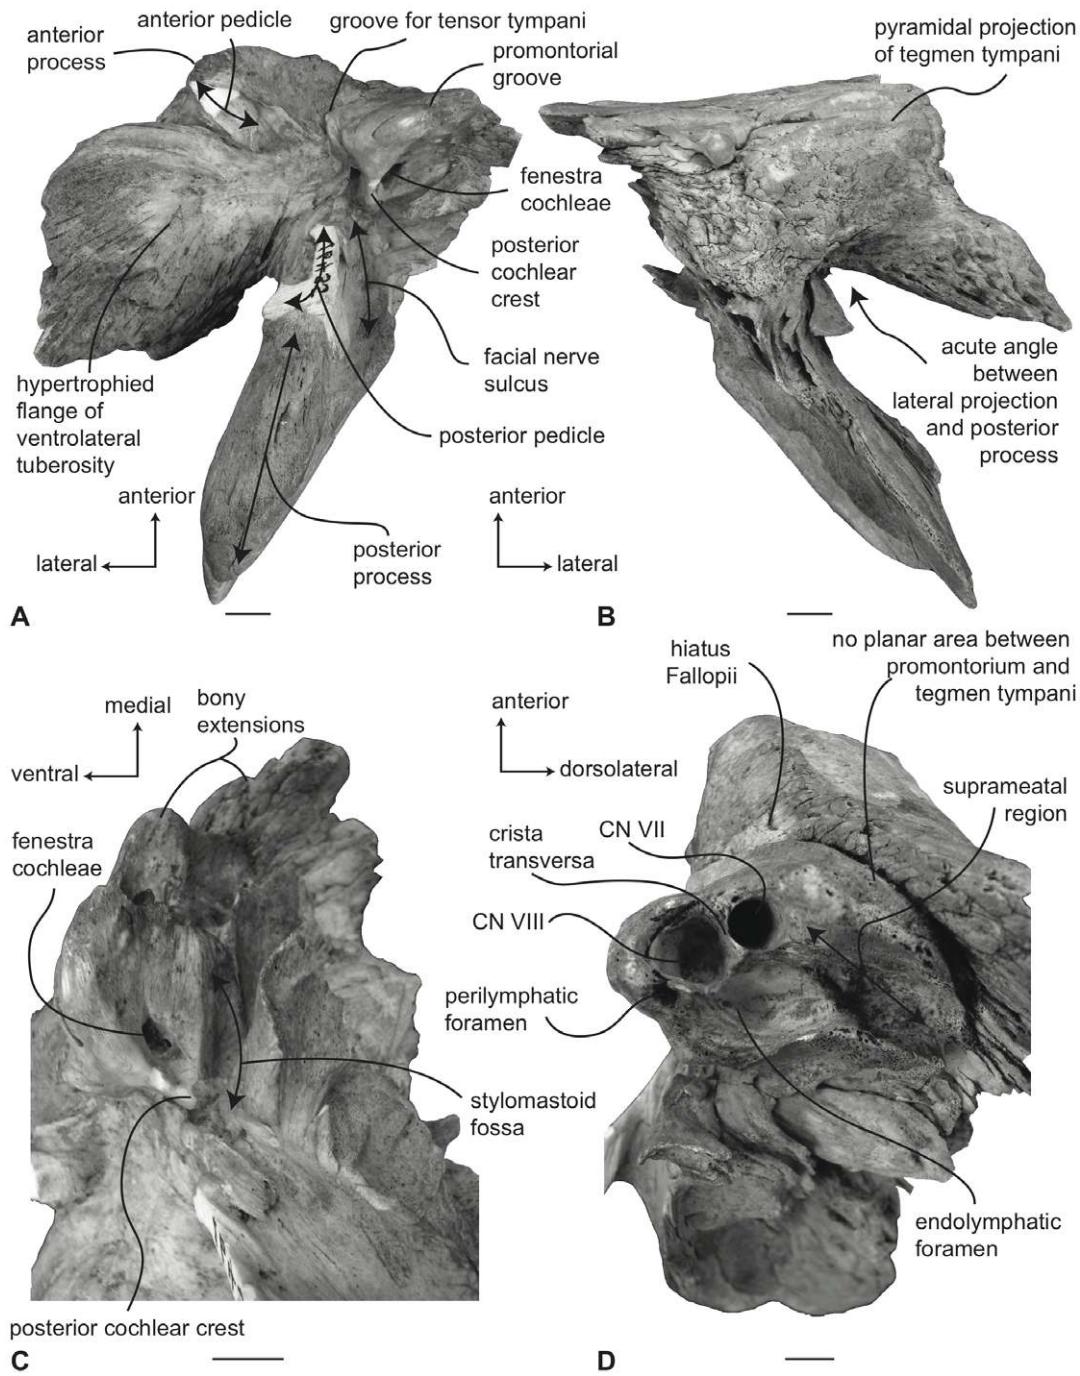 anterior
process
anterior pedicle
groove for tensor tympani
promontorial
groove
fenestra
cochleae
posterior
cochlear
crest
facial nerve
sulcus
posterior pedicle
hypertrophied
flange of
ventrolateral
tuberosity
anterior
lateral
posterior
process
A
pyramidal projection
of tegmen tympani
acute angle
between
lateral projection
and posterior
process
anterior
lateral
B
medial
ventral
bony
extensions
fenestra
cochleae
stylomastoid
fossa
posterior cochlear crest
C
anterior
dorsolateral
hiatus
Fallopii
no planar area between
promontorium and
tegmen tympani
suprameatal
region
CN VII
crista
transversa
CN VIII
perilymphatic
foramen
endolymphatic
foramen
D